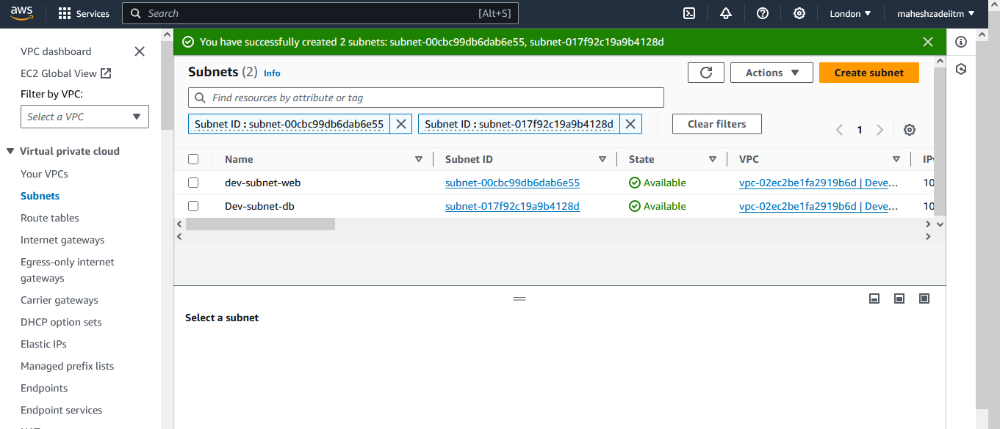 aws
Services
Search [Alt+S]
London
maheshzadeiitm
VPC dashboard
EC2 Global View
Filter by VPC:
Select a VPC
Virtual private cloud
Your VPCs
Subnets
Route tables
Internet gateways
Egress-only internet
gateways
Carrier gateways
DHCP option sets
Elastic IPs
Managed prefix lists
Endpoints
Endpoint services
You have successfully created 2 subnets: subnet-00cbc99db6dab6e55, subnet-017f92c19a9b4128d
Subnets (2) Info
Actions
Create subnet
Find resources by attribute or tag
Subnet ID : subnet-00cbc99db6dab6e55
Subnet ID : subnet-017f92c19a9b4128d
Clear filters
1
Name Subnet ID State VPC IPv
dev-subnet-web subnet-00cbc99db6dab6e55 Available vpc-02ec2be1fa2919b6d | Deve... 10
Dev-subnet-db subnet-017f92c19a9b4128d Available vpc-02ec2be1fa2919b6d | Deve... 10
Select a subnet